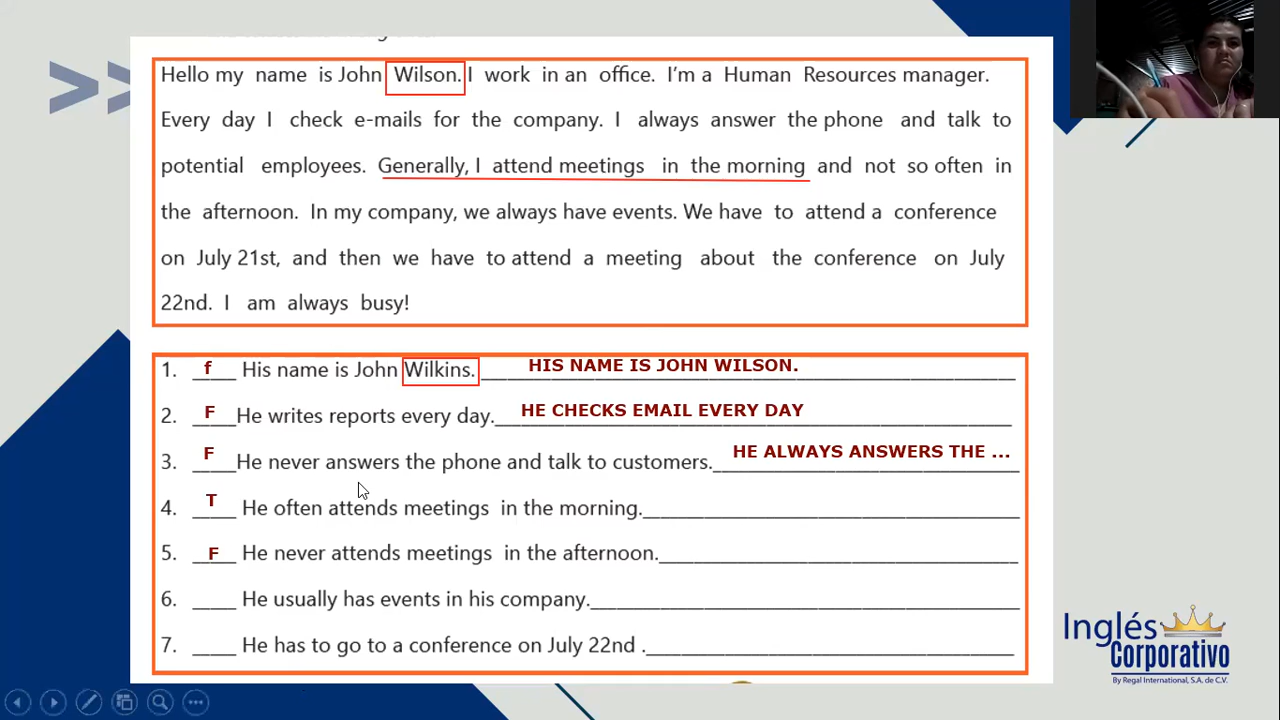 Hello my name is John Wilson. I work in an office. I'm a Human Resources manager.
Every day I check e-mails for the company. I always answer the phone and talk to
potential employees. Generally, I attend meetings in the morning and not so often in
the afternoon. In my company, we always have events. We have to attend a conference
on July 21st, and then we have to attend a meeting about the conference on July
22nd. I am always busy!
1. f His name is John Wilkins. HIS NAME IS JOHN WILSON.
2. F He writes reports every day. HE CHECKS EMAIL EVERY DAY
3. F He never answers the phone and talk to customers. HE ALWAYS ANSWERS THE ...
4. T He often attends meetings in the morning.
5. F He never attends meetings in the afternoon.
6. ____ He usually has events in his company.
7. ____ He has to go to a conference on July 22nd .
Inglés
Corporativo
By Regal International, S.A. de C.V.